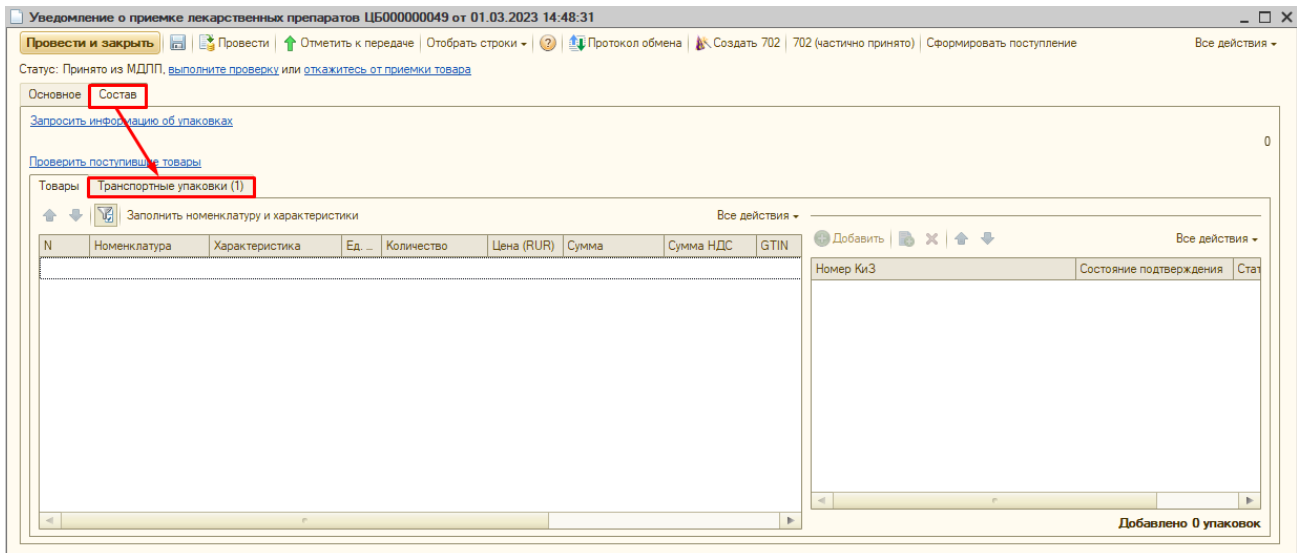 Уведомление о приемке лекарственных препаратов ЦБ000000049 от 01.03.2023 14:48:31
Провести и закрыть Провести Отметить к передаче Отобрать строки ? Протокол обмена Создать 702 702 (частично принято) Сформировать поступление Все действия
Статус: Принято из МДЛП, выполните проверку или откажитесь от приемки товара
Основное Состав
Запросить информацию об упаковках
0
Проверить поступившие товары
Товары Транспортные упаковки (1)
Заполнить номенклатуру и характеристики Все действия
Добавить Все действия
N Номенклатура Характеристика Ед. ... Количество Цена (RUR) Сумма Сумма НДС GTIN
Номер КиЗ Состояние подтверждения Стат
Добавлено 0 упаковок